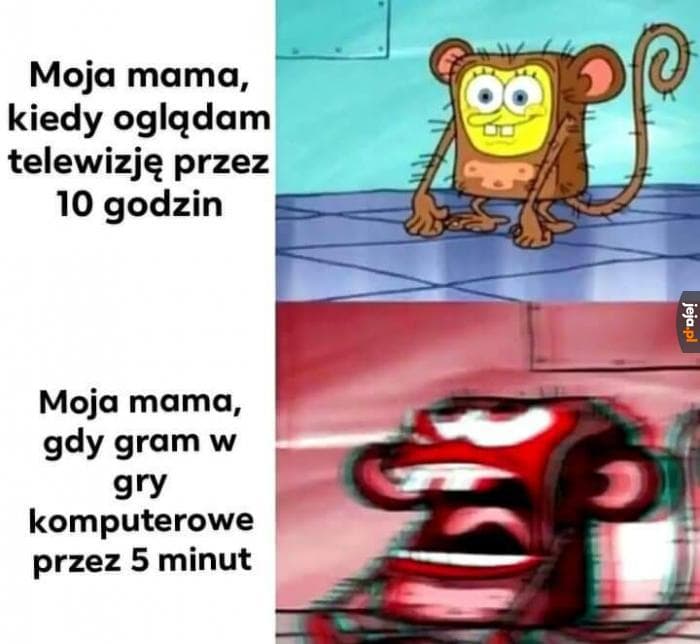 Moja mama,
kiedy oglądam
telewizję przez
10 godzin
jeja.pl
Moja mama,
gdy gram w
gry
komputerowe
przez 5 minut